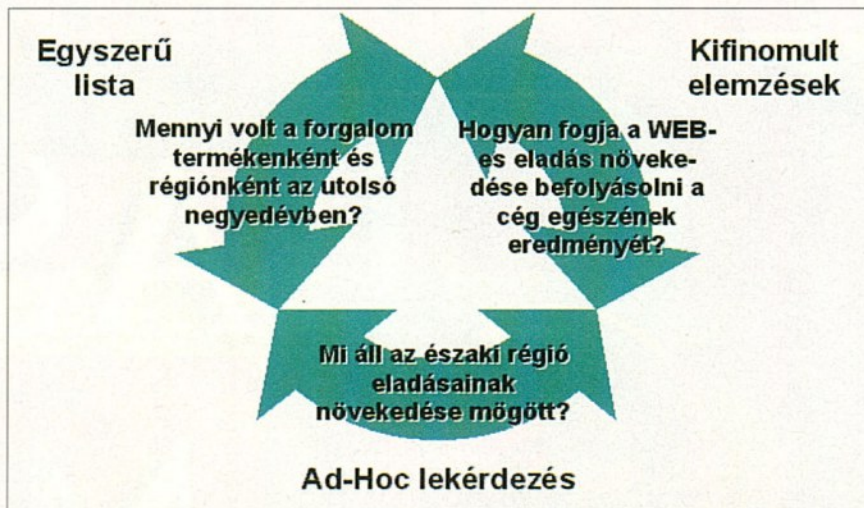 Egyszerű
lista
Kifinomult
elemzések
Mennyi volt a forgalom
termékenként és
régiónként az utolsó
negyedévben?
Hogyan fogja a WEB-
es eladás növeke-
dése befolyásolni a
cég egészének
eredményét?
Mi áll az északi régió
eladásainak
növekedése mögött?
Ad-Hoc lekérdezés